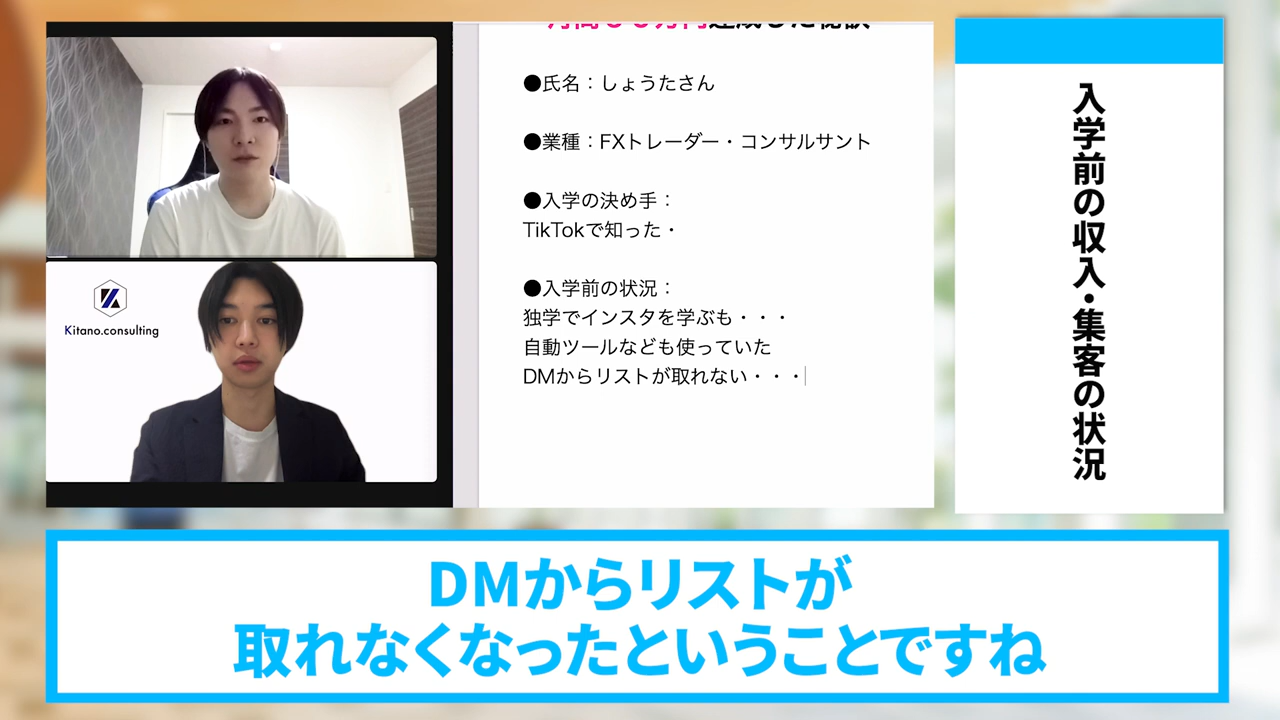 ●氏名：しょうたさん
●業種：FXトレーダー・コンサルサント
●入学の決め手：
TikTokで知った・
●入学前の状況：
独学でインスタを学ぶも・・・
自動ツールなども使っていた
DMからリストが取れない・・・
Kitano.consulting
入学前の収入・集客の状況
DMからリストが
取れなくなったということですね